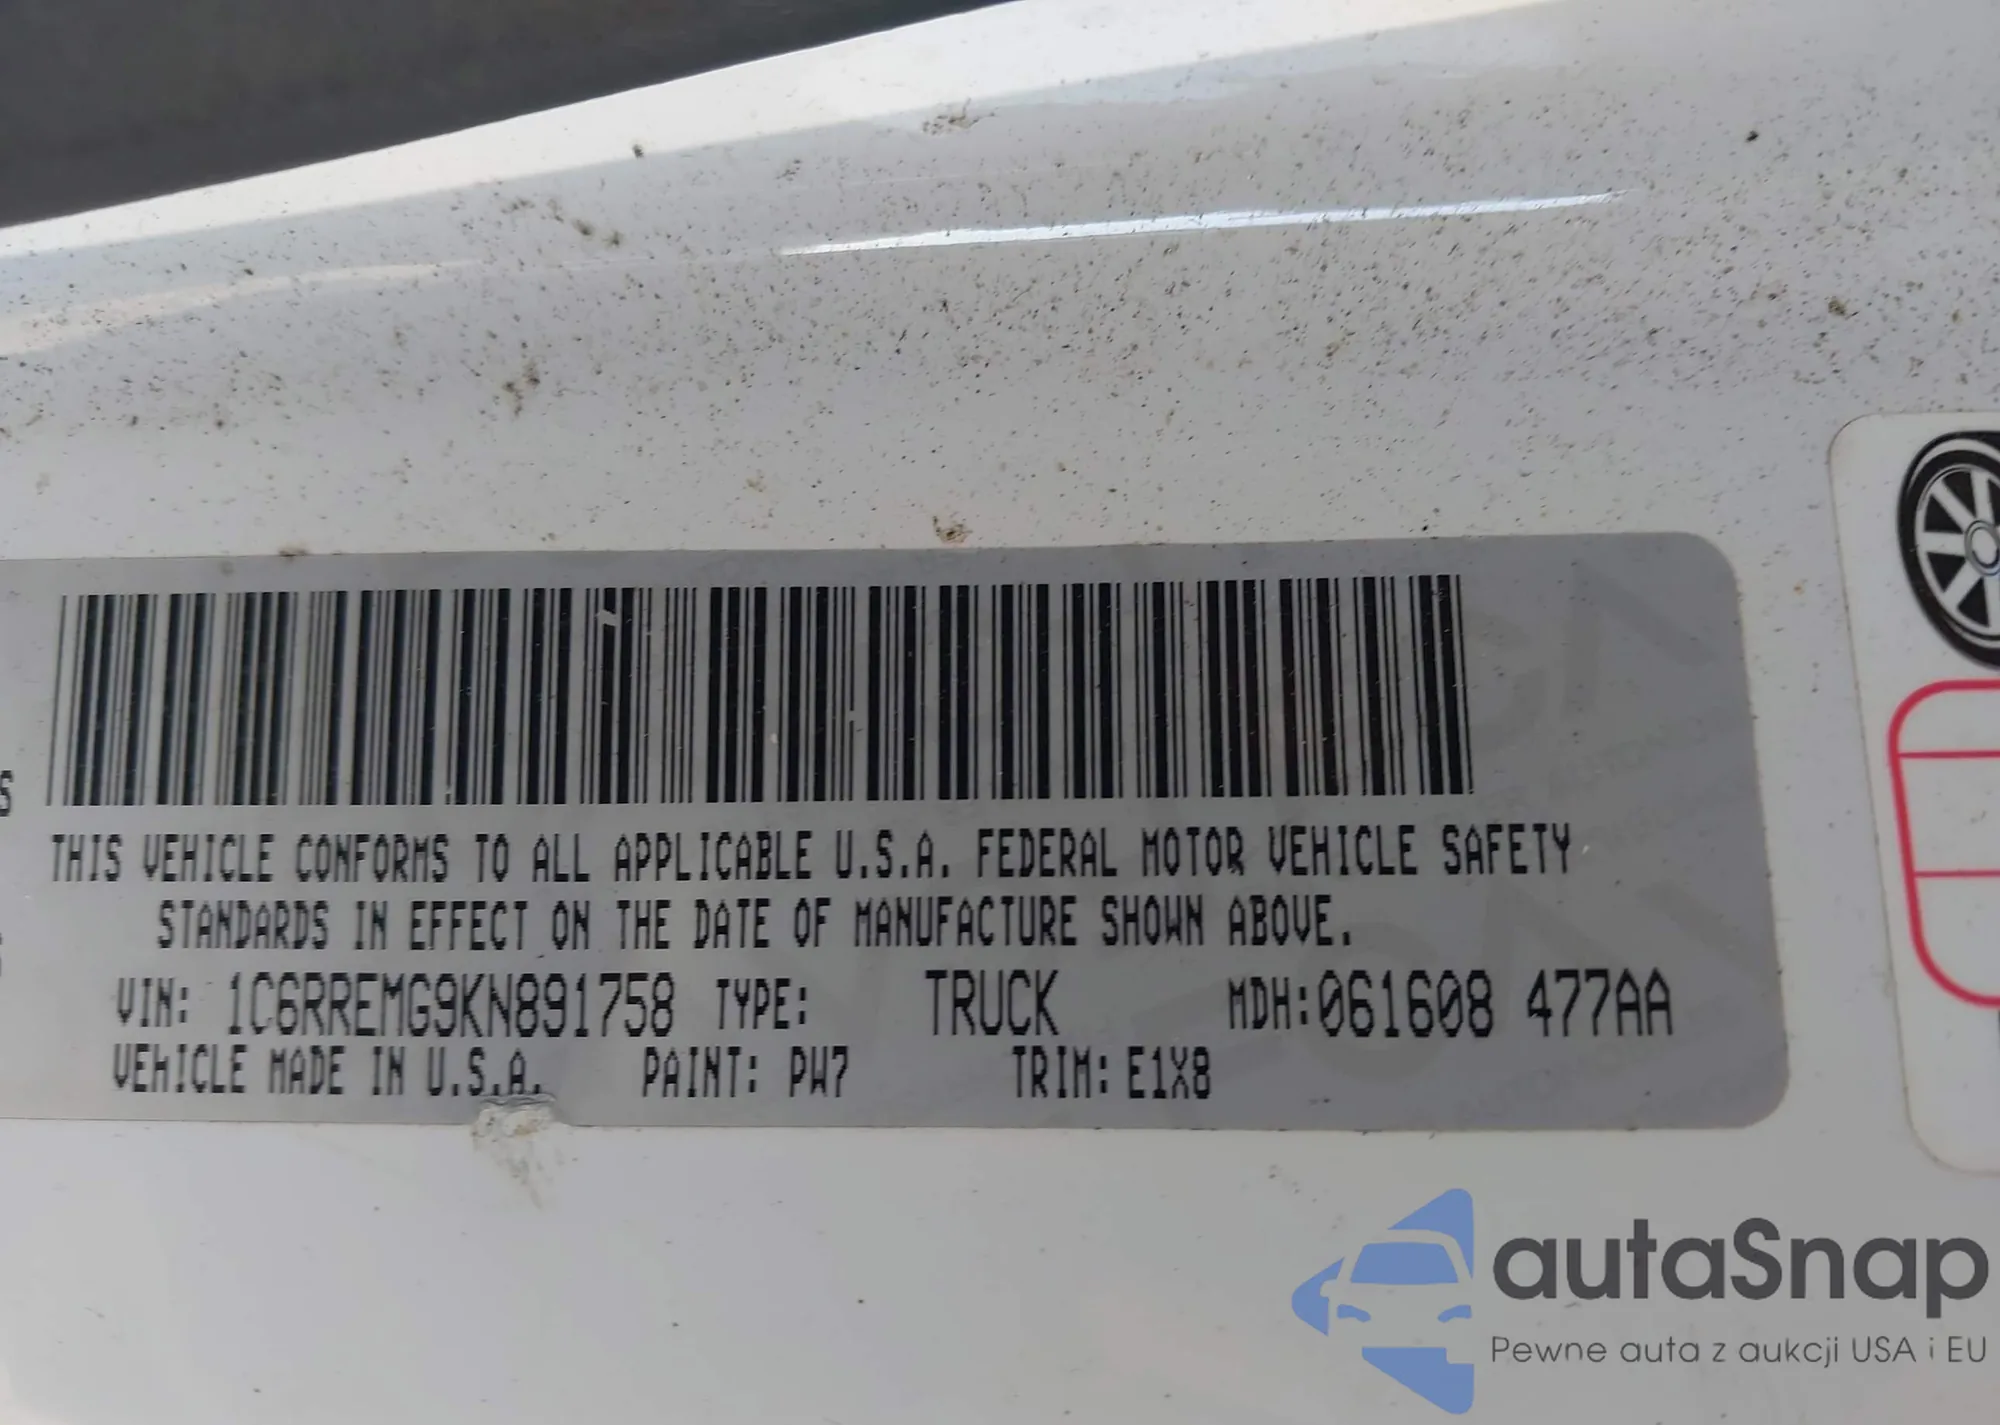 THIS VEHICLE CONFORMS TO ALL APPLICABLE U.S.A. FEDERAL MOTOR VEHICLE SAFETY
STANDARDS IN EFFECT ON THE DATE OF MANUFACTURE SHOWN ABOVE.
VIN: 1C6RREMG9KN891758 TYPE: TRUCK MDH:061608 477AA
VEHICLE MADE IN U.S.A. PAINT: PW7 TRIM: E1X8
autaSnap
Pewne auta z aukcji USA i EU